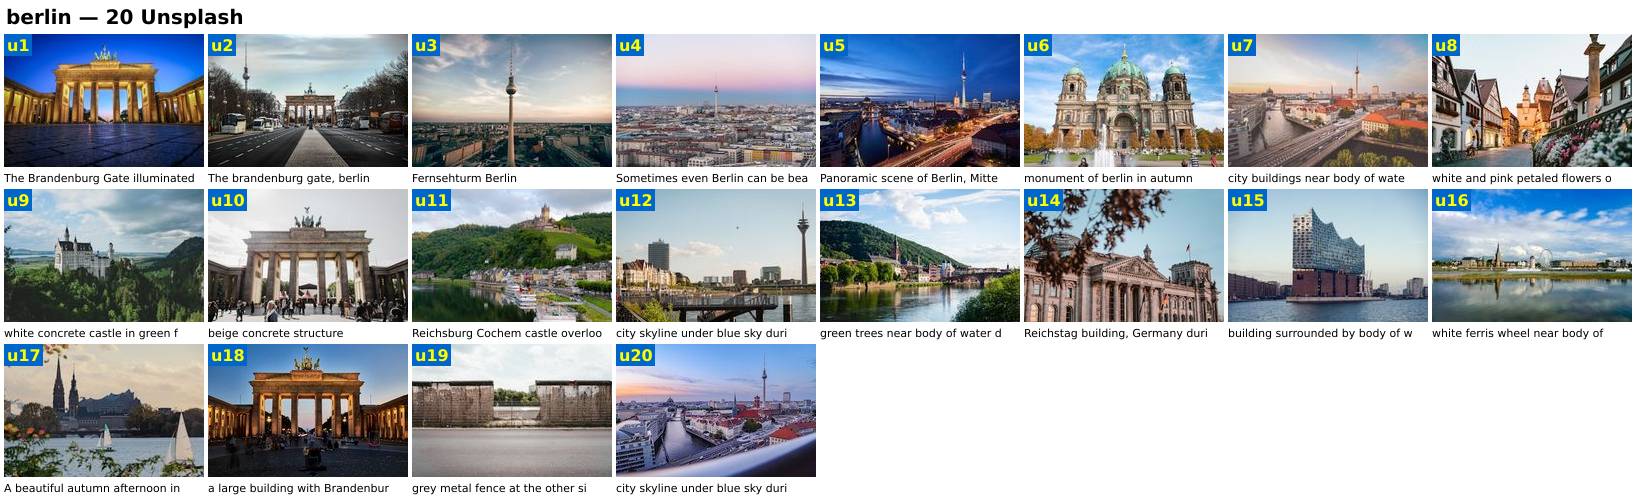 berlin — 20 Unsplash
u1
u2
u3
u4
u5
u6
u7
u8
The Brandenburg Gate illuminated
The brandenburg gate, berlin
Fernsehturm Berlin
Sometimes even Berlin can be bea
Panoramic scene of Berlin, Mitte
monument of berlin in autumn
city buildings near body of wate
white and pink petaled flowers o
u9
u10
u11
u12
u13
u14
u15
u16
white concrete castle in green f
beige concrete structure
Reichsburg Cochem castle overloo
city skyline under blue sky duri
green trees near body of water d
Reichstag building, Germany duri
building surrounded by body of w
white ferris wheel near body of
u17
u18
u19
u20
A beautiful autumn afternoon in
a large building with Brandenbur
grey metal fence at the other si
city skyline under blue sky duri